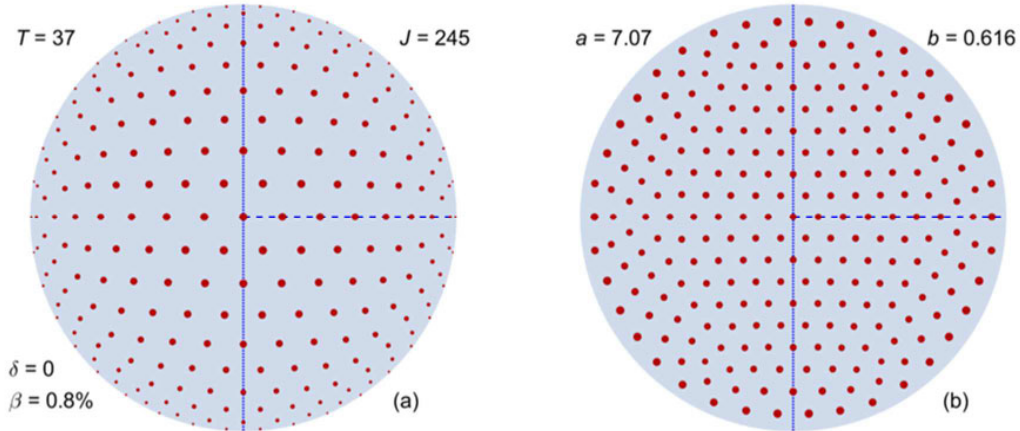 T = 37
J = 245
δ = 0
β = 0.8%
(a)
a = 7.07
b = 0.616
(b)